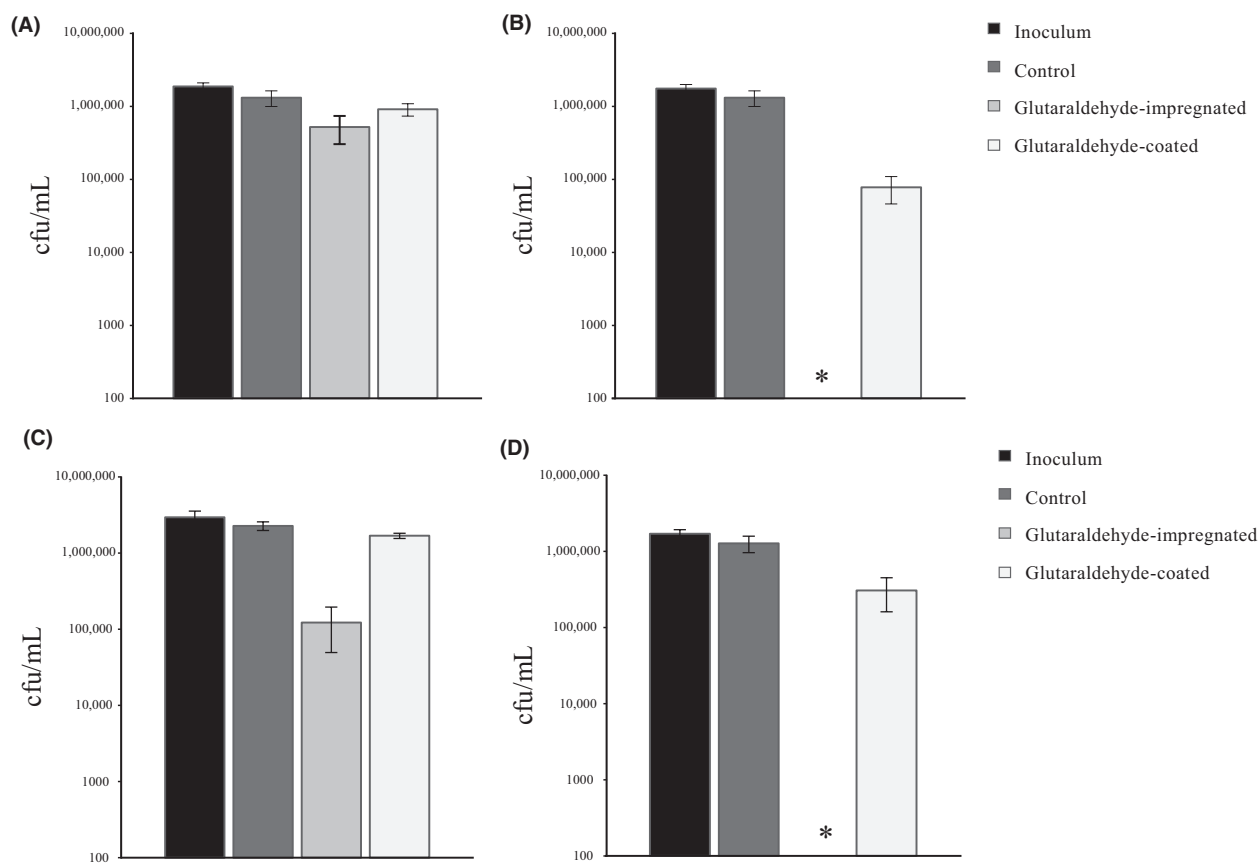 (A)
10,000,000
1,000,000
100,000
10,000
1000
100
cfu/mL
(B)
10,000,000
1,000,000
100,000
10,000
1000
100
cfu/mL
*
Inoculum
Control
Glutaraldehyde-impregnated
Glutaraldehyde-coated
(C)
10,000,000
1,000,000
100,000
10,000
1000
100
cfu/mL
(D)
10,000,000
1,000,000
100,000
10,000
1000
100
cfu/mL
*
Inoculum
Control
Glutaraldehyde-impregnated
Glutaraldehyde-coated